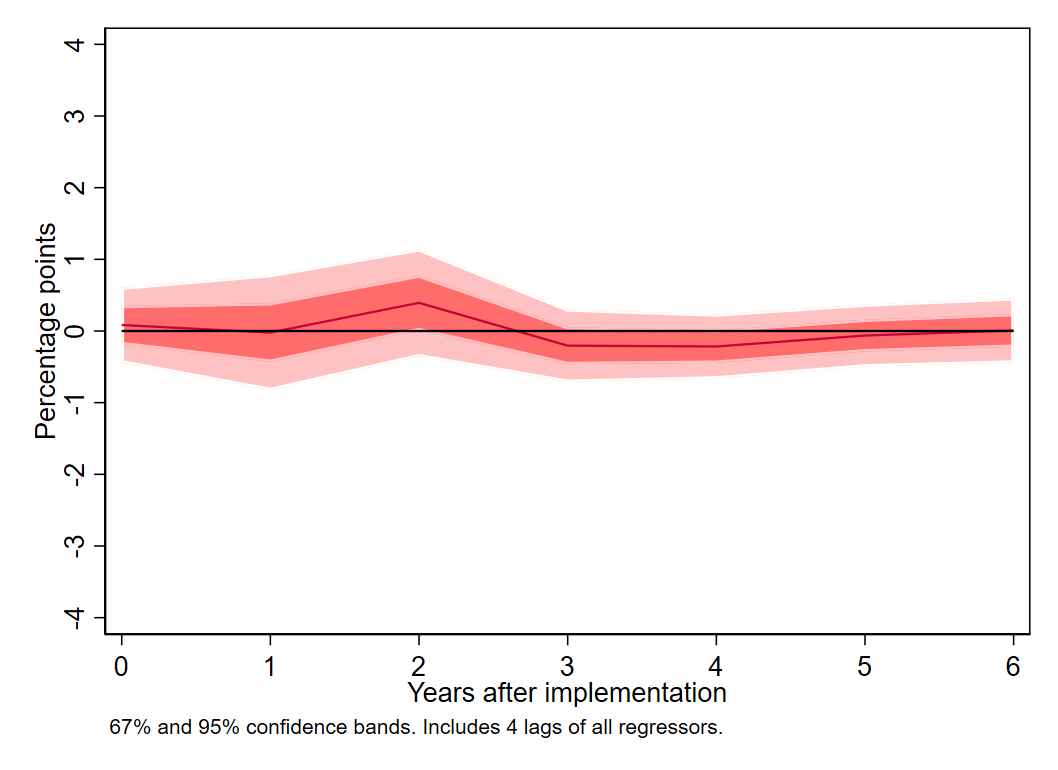 4
3
2
1
0
-1
-2
-3
-4
Percentage points
0 1 2 3 4 5 6
Years after implementation
67% and 95% confidence bands. Includes 4 lags of all regressors.